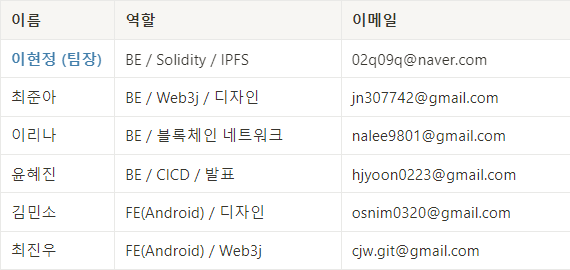 이름 역할 이메일
이현정 (팀장) BE / Solidity / IPFS 02q09q@naver.com
최준아 BE / Web3j / 디자인 jn307742@gmail.com
이리나 BE / 블록체인 네트워크 nalee9801@gmail.com
윤혜진 BE / CICD / 발표 hjyoon0223@gmail.com
김민소 FE(Android) / 디자인 osnim0320@gmail.com
최진우 FE(Android) / Web3j cjw.git@gmail.com